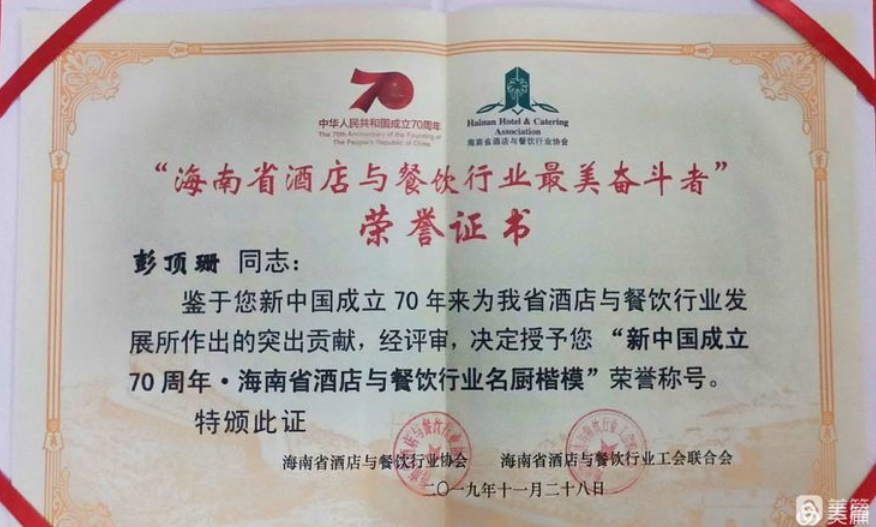 70
中华人民共和国成立70周年
The 70th Anniversary of the Founding of
The People's Republic of China
Hainan Hotel & Catering
Association
海南省酒店与餐饮行业协会
“海南省酒店与餐饮行业最美奋斗者”
荣誉证书
彭顶珊 同志：
鉴于您新中国成立70年来为我省酒店与餐饮行业发
展所作出的突出贡献，经评审，决定授予您“新中国成立
70周年·海南省酒店与餐饮行业名厨楷模”荣誉称号。
特颁此证
海南省酒店与餐饮行业协会 海南省酒店与餐饮行业工会联合会
二〇一九年十一月二十八日
美篇